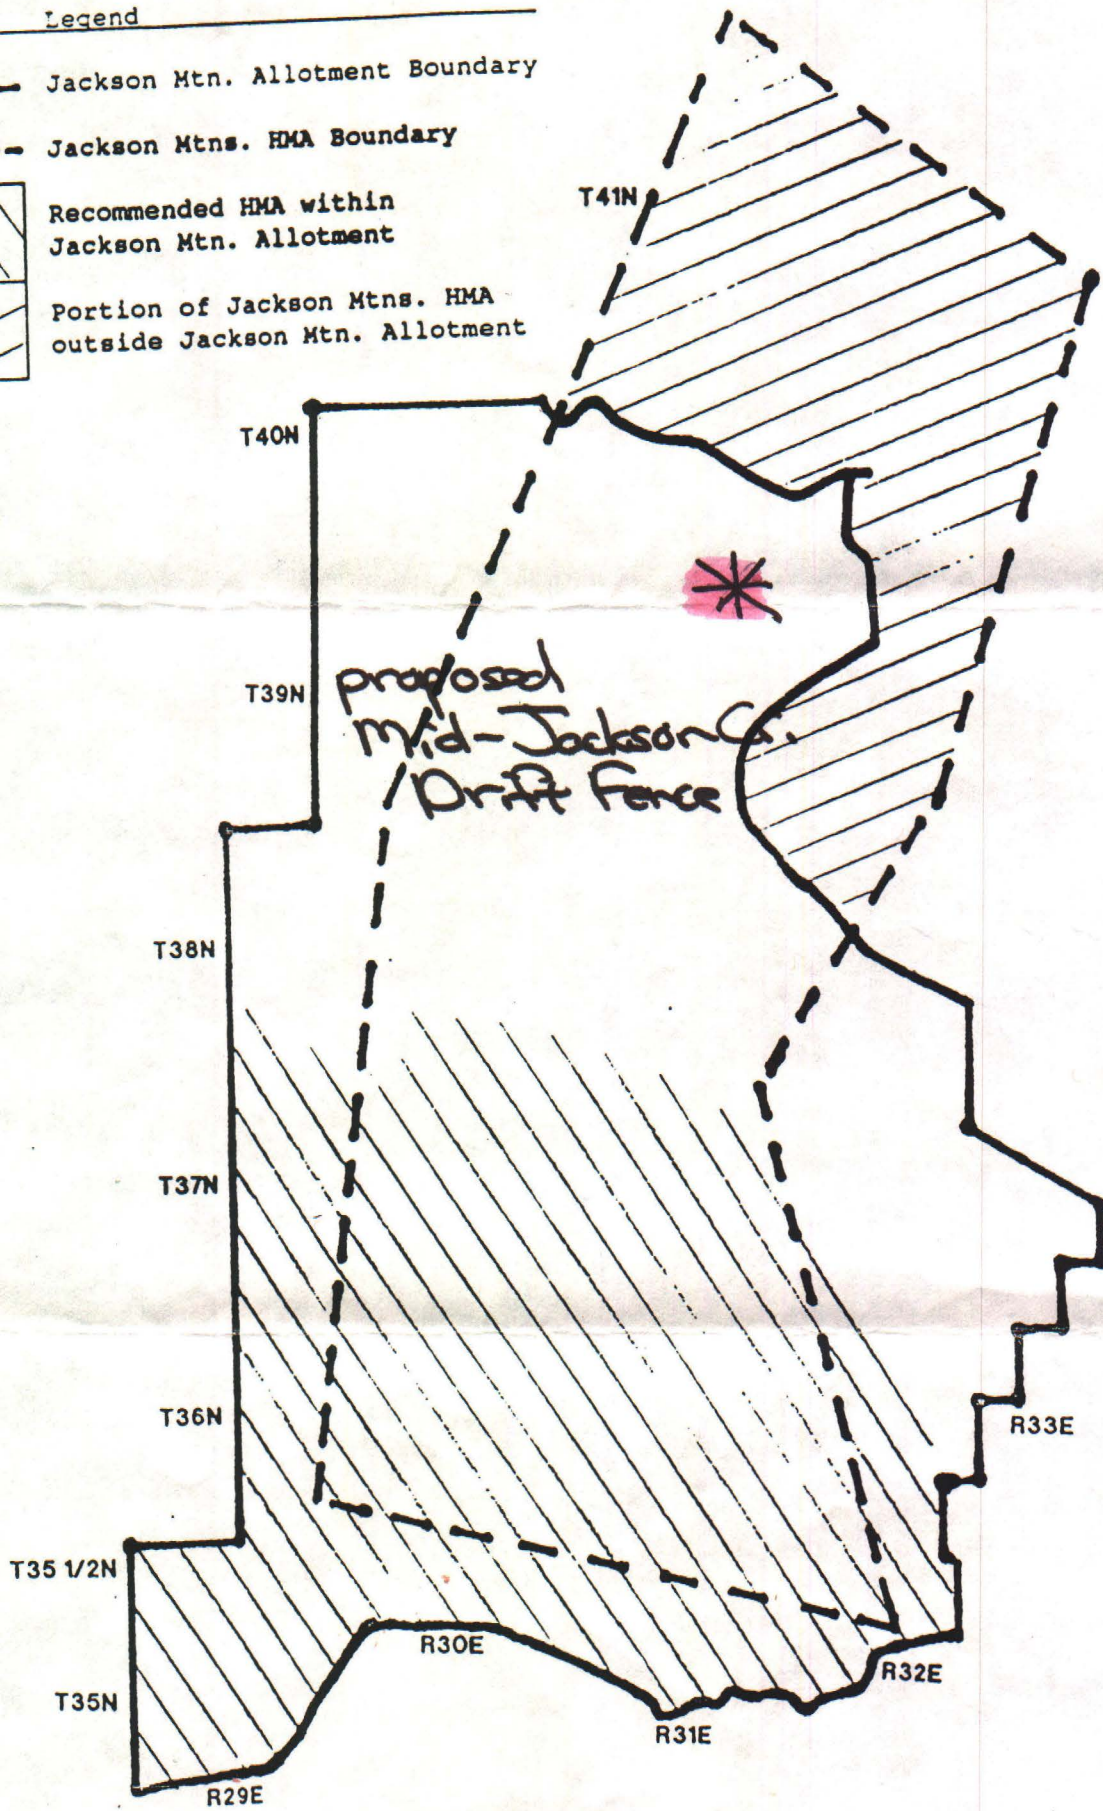 Legend
Jackson Mtn. Allotment Boundary
Jackson Mtns. HMA Boundary
Recommended HMA within
Jackson Mtn. Allotment
Portion of Jackson Mtns. HMA
outside Jackson Mtn. Allotment
T41N
T40N
T39N
proposed
Mid-Jackson Cr.
Drift Fence
T38N
T37N
T36N
R33E
T35 1/2N
R30E
R32E
T35N
R31E
R29E